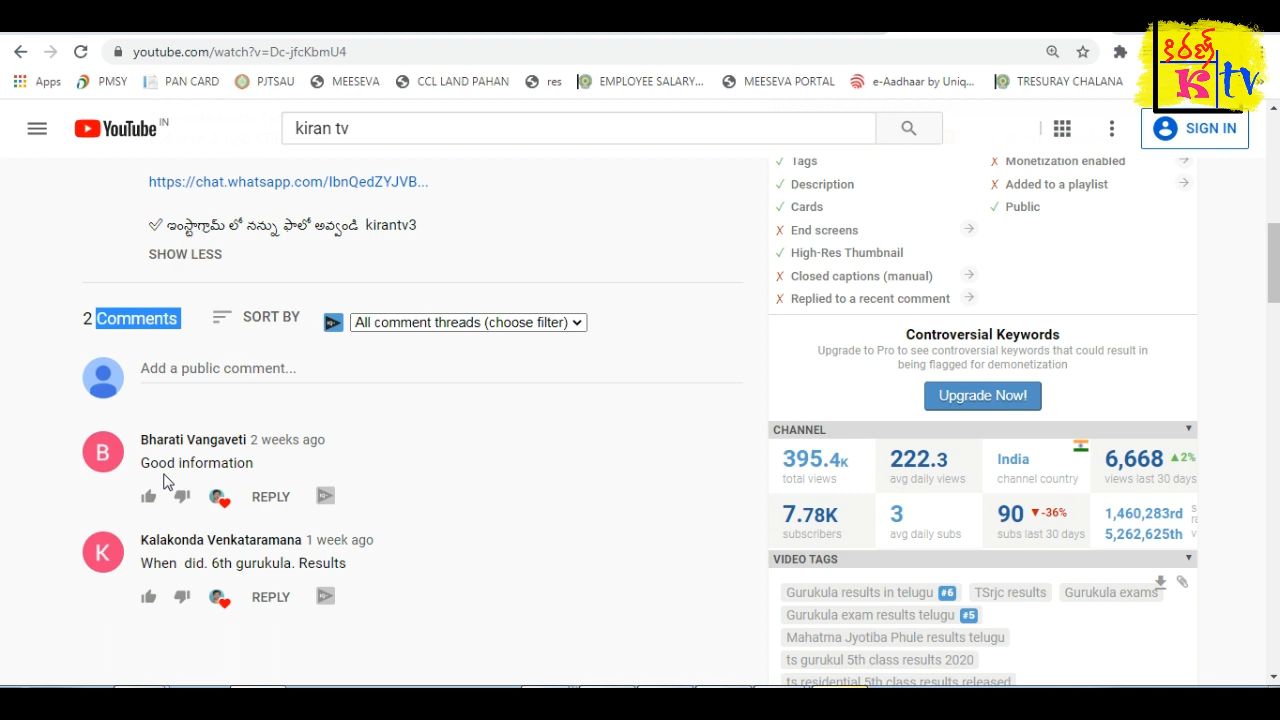 youtube.com/watch?v=Dc-jfcKbmU4
Apps PMSY PAN CARD PJTSAU MEESEVA CCL LAND PAHAN res EMPLOYEE SALARY... MEESEVA PORTAL e-Aadhaar by Uniq... TRESURAY CHALANA
కిరణ్
K tv
YouTube IN
kiran tv
SIGN IN
https://chat.whatsapp.com/IbnQedZYJVB...
✅ ఇంస్టాగ్రామ్ లో నన్ను ఫాలో అవ్వండి kirantv3
SHOW LESS
2 Comments SORT BY All comment threads (choose filter)
Add a public comment...
Bharati Vangaveti 2 weeks ago
Good information
REPLY
Kalakonda Venkataramana 1 week ago
When did. 6th gurukula. Results
REPLY
✓ Tags
✓ Description
✓ Cards
✗ End screens
✓ High-Res Thumbnail
✗ Closed captions (manual)
✗ Replied to a recent comment
✗ Monetization enabled
✗ Added to a playlist
✓ Public
Controversial Keywords
Upgrade to Pro to see controversial keywords that could result in
being flagged for demonetization
Upgrade Now!
CHANNEL
395.4K 222.3 India 6,668 ▲2%
total views avg daily views channel country views last 30 days
7.78K 3 90 ▼-36% 1,460,283rd
subscribers avg daily subs subs last 30 days 5,262,625th
VIDEO TAGS
Gurukula results in telugu #6 TSrjc results Gurukula exams
Gurukula exam results telugu #5
Mahatma Jyotiba Phule results telugu
ts gurukul 5th class results 2020
ts residential 5th class results released